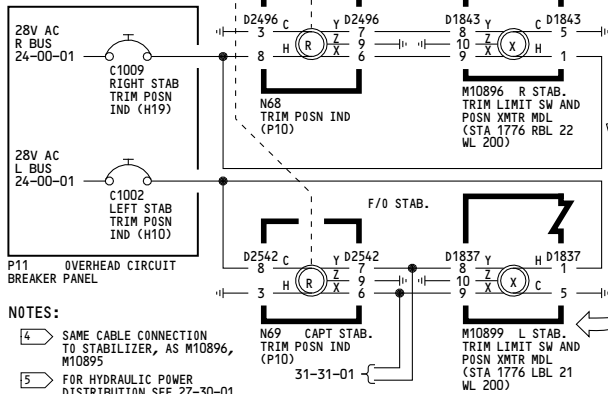 28V AC
R BUS
24-00-01
C1009
RIGHT STAB
TRIM POSN
IND (H19)
28V AC
L BUS
24-00-01
C1002
LEFT STAB
TRIM POSN
IND (H10)
P11 OVERHEAD CIRCUIT
BREAKER PANEL
D2496 D2496
3 C Y 7
Z 9
8 H X 6
R
N68
TRIM POSN IND
(P10)
D1843 D1843
8 Y C 5
10 Z
9 X H 1
X
M10896 R STAB.
TRIM LIMIT SW AND
POSN XMTR MDL
(STA 1776 RBL 22
WL 200)
F/O STAB.
D2542 D2542
8 C Y 7
Z 9
3 H X 6
R
N69 CAPT STAB.
TRIM POSN IND
(P10)
31-31-01
D1837 D1837
8 Y H 1
10 Z
9 X C 5
X
M10899 L STAB.
TRIM LIMIT SW AND
POSN XMTR MDL
(STA 1776 LBL 21
WL 200)
NOTES:
4 SAME CABLE CONNECTION
TO STABILIZER, AS M10896,
M10895
5 FOR HYDRAULIC POWER
DISTRIBUTION SEE 27-30-01